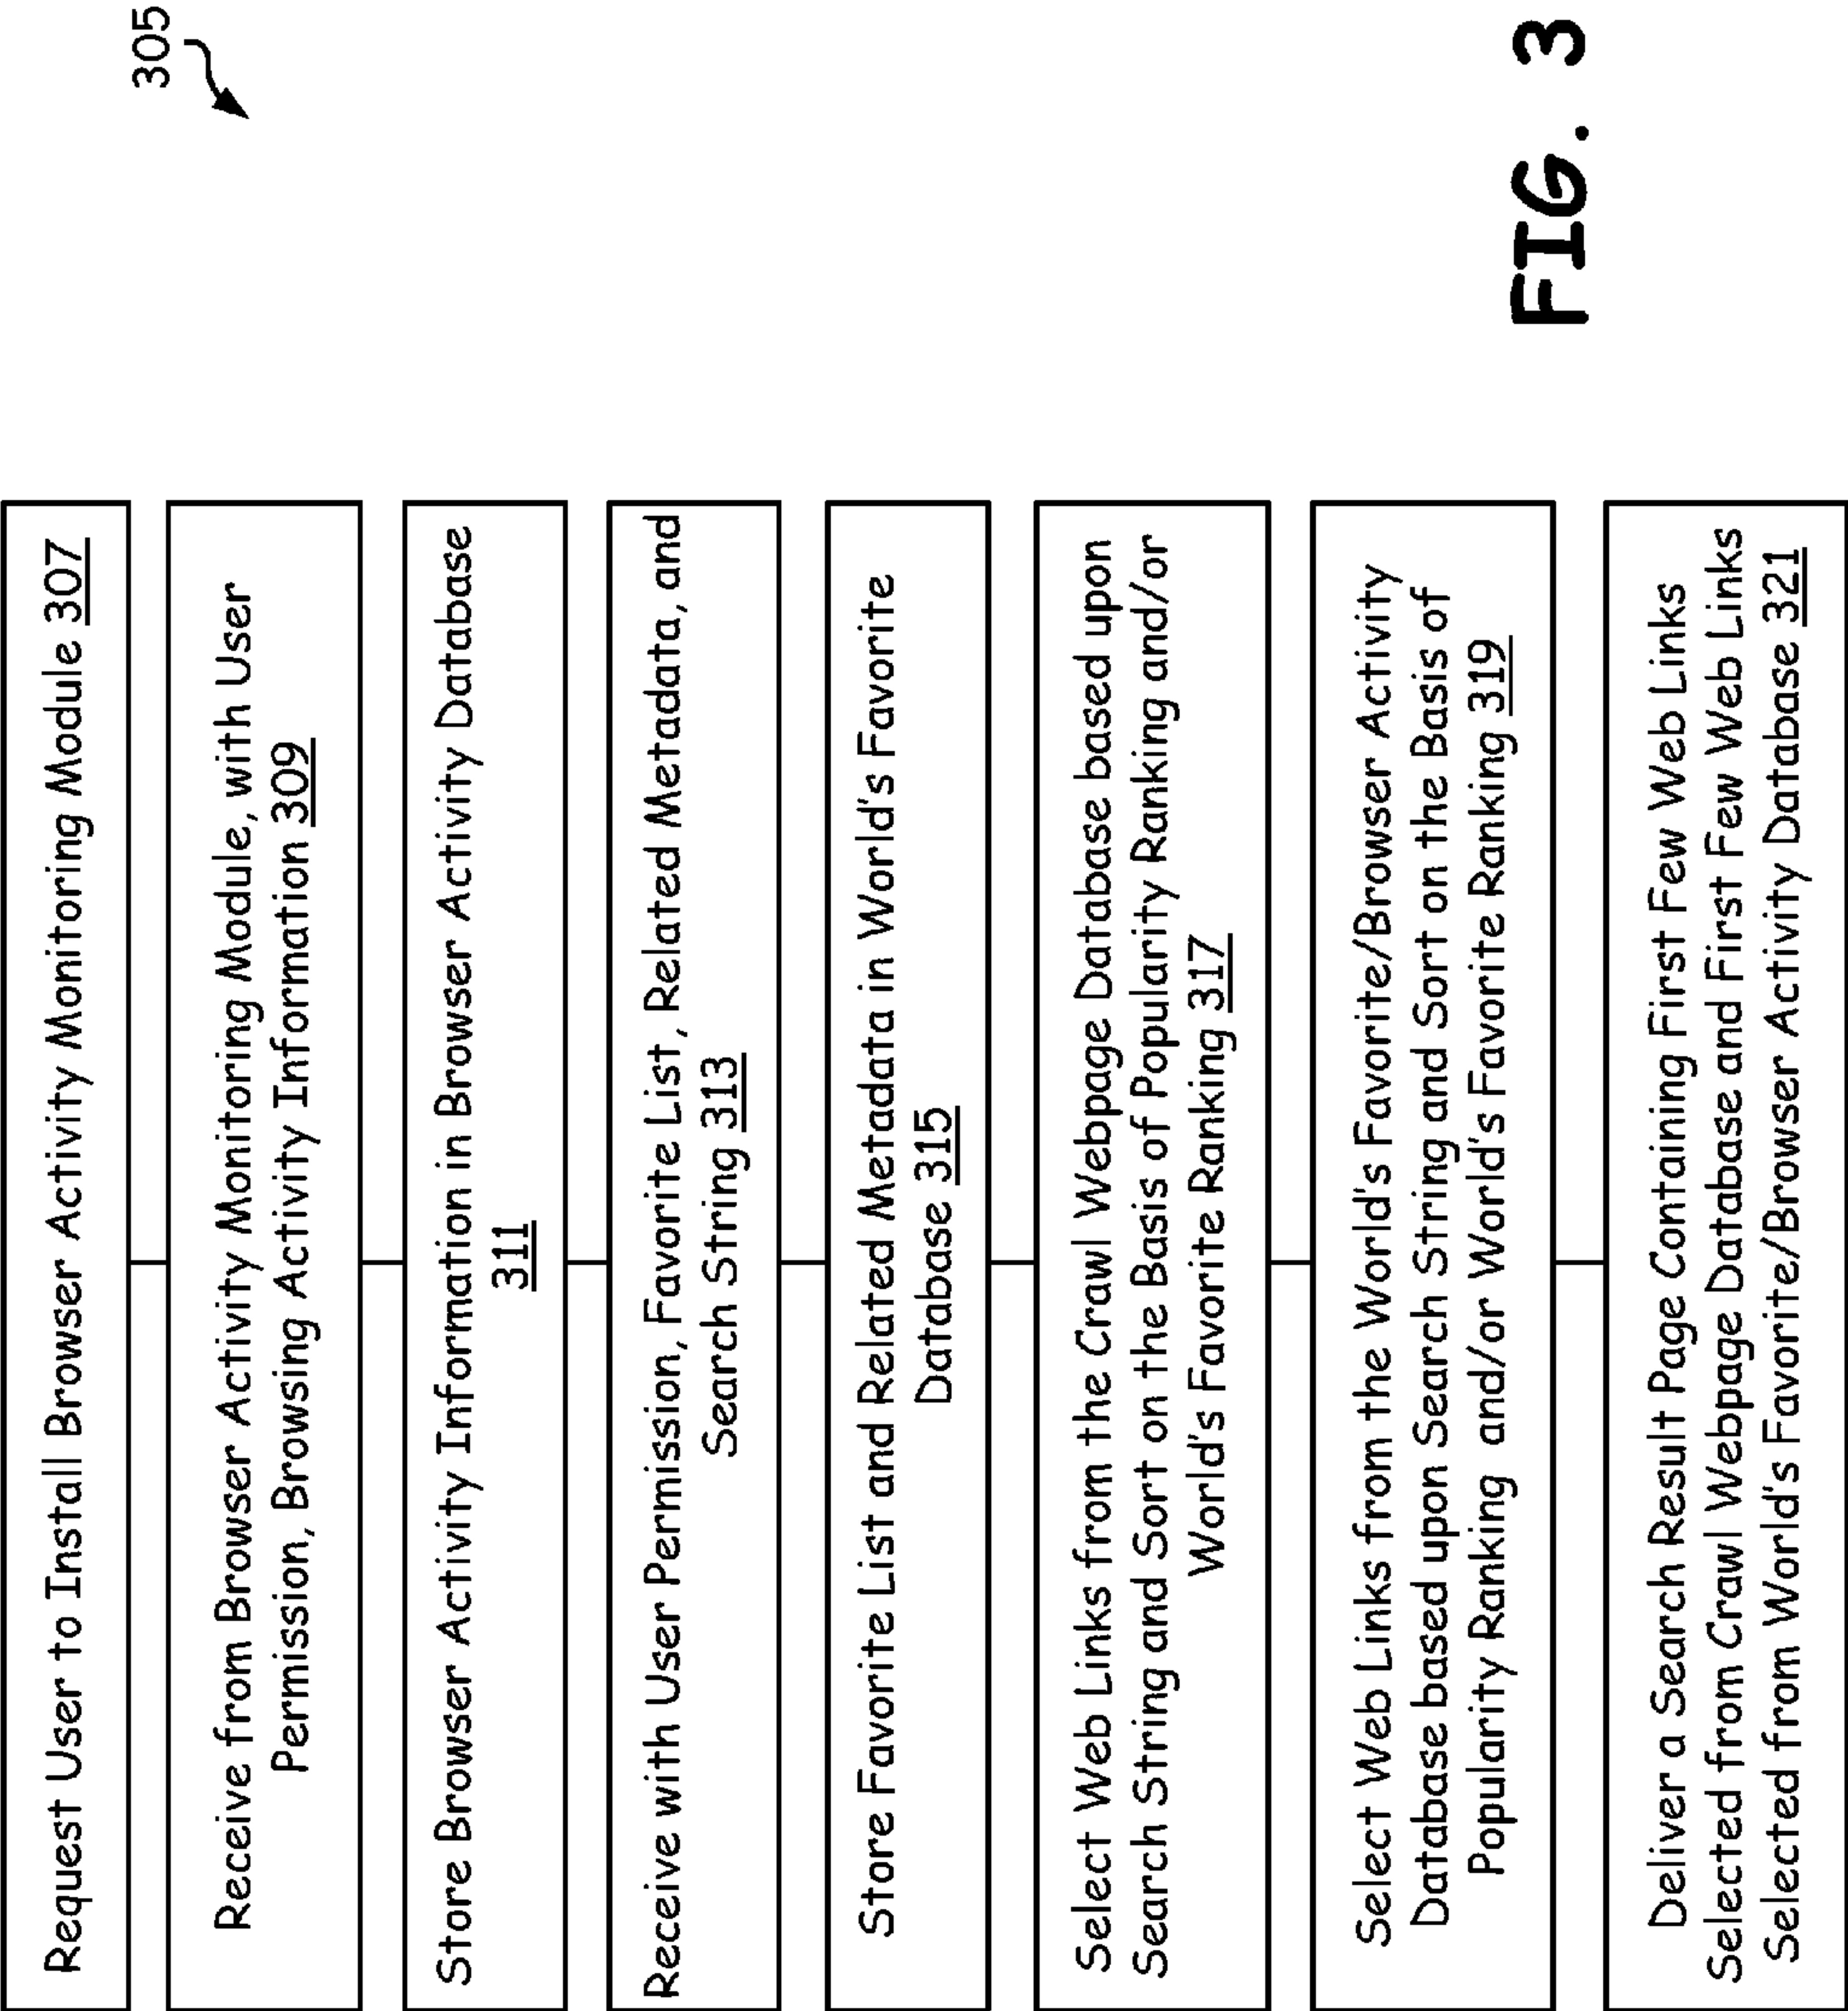 305
Request User to Install Browser Activity Monitoring Module 307
Receive from Browser Activity Monitoring Module, with User
Permission, Browsing Activity Information 309
Store Browser Activity Information in Browser Activity Database
311
Receive with User Permission, Favorite List, Related Metadata, and
Search String 313
Store Favorite List and Related Metadata in World's Favorite
Database 315
Select Web Links from the Crawl Webpage Database based upon
Search String and Sort on the Basis of Popularity Ranking and/or
World's Favorite Ranking 317
Select Web Links from the World's Favorite/Browser Activity
Database based upon Search String and Sort on the Basis of
Popularity Ranking and/or World's Favorite Ranking 319
Deliver a Search Result Page Containing First Few Web Links
Selected from Crawl Webpage Database and First Few Web Links
Selected from World's Favorite/Browser Activity Database 321
FIG. 3